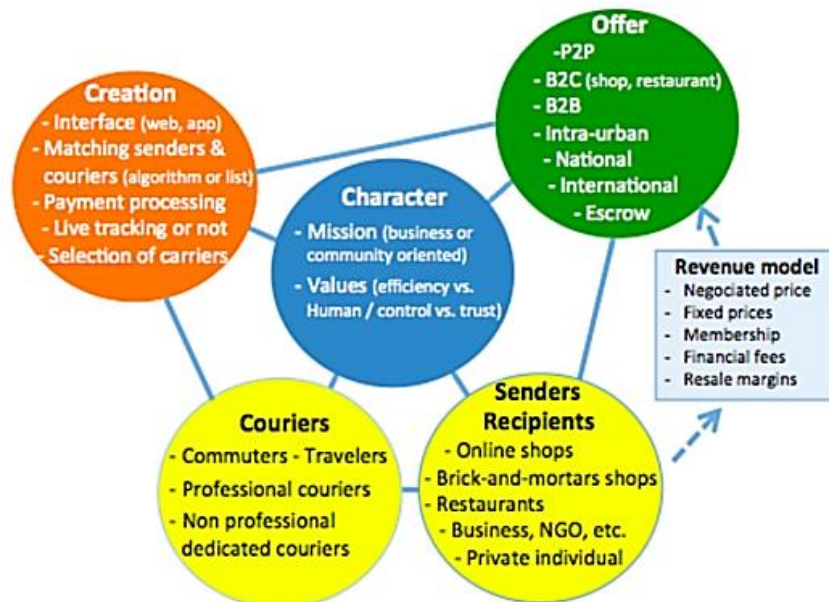 Offer
-P2P
- B2C (shop, restaurant)
- B2B
- Intra-urban
- National
- International
- Escrow
Creation
- Interface (web, app)
- Matching senders &
couriers (algorithm or list)
- Payment processing
- Live tracking or not
- Selection of carriers
Character
- Mission (business or
community oriented)
- Values (efficiency vs.
Human / control vs. trust)
Revenue model
- Negociated price
- Fixed prices
- Membership
- Financial fees
- Resale margins
Couriers
- Commuters - Travelers
- Professional couriers
- Non professional
dedicated couriers
Senders
Recipients
- Online shops
- Brick-and-mortars shops
- Restaurants
- Business, NGO, etc.
- Private individual